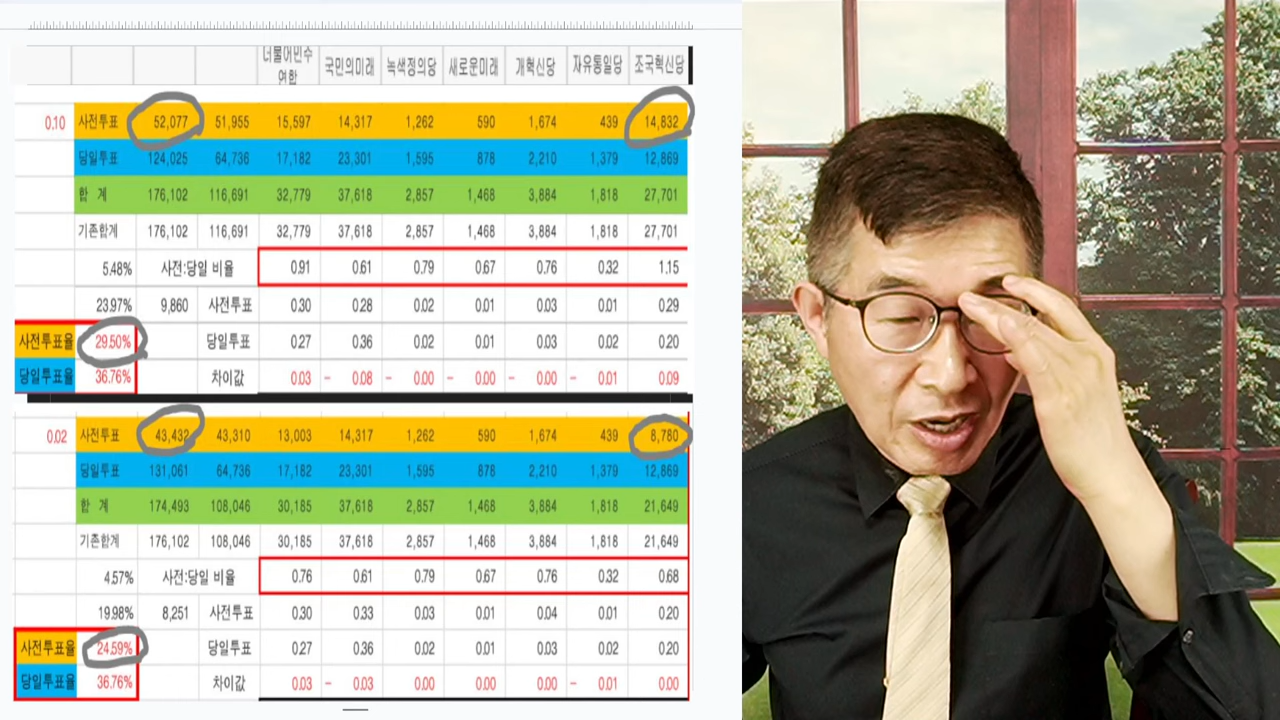 더불어민주 연합 국민의미래 녹색정의당 새로운미래 개혁신당 자유통일당 조국혁신당
0.10 사전투표 52,077 51,955 15,597 14,317 1,262 590 1,674 439 14,832
당일투표 124,025 64,736 17,182 23,301 1,595 878 2,210 1,379 12,869
합 계 176,102 116,691 32,779 37,618 2,857 1,468 3,884 1,818 27,701
기존합계 176,102 116,691 32,779 37,618 2,857 1,468 3,884 1,818 27,701
5.48% 사전:당일 비율 0.91 0.61 0.79 0.67 0.76 0.32 1.15
23.97% 9,860 사전투표 0.30 0.28 0.02 0.01 0.03 0.01 0.29
사전투표율 29.50% 당일투표 0.27 0.36 0.02 0.01 0.03 0.02 0.20
당일투표율 36.76% 차이값 0.03 - 0.08 - 0.00 - 0.00 - 0.00 - 0.01 0.09
0.02 사전투표 43,432 43,310 13,003 14,317 1,262 590 1,674 439 8,780
당일투표 131,061 64,736 17,182 23,301 1,595 878 2,210 1,379 12,869
합 계 174,493 108,046 30,185 37,618 2,857 1,468 3,884 1,818 21,649
기존합계 176,102 108,046 30,185 37,618 2,857 1,468 3,884 1,818 21,649
4.57% 사전:당일 비율 0.76 0.61 0.79 0.67 0.76 0.32 0.68
19.98% 8,251 사전투표 0.30 0.33 0.03 0.01 0.04 0.01 0.20
사전투표율 24.59% 당일투표 0.27 0.36 0.02 0.01 0.03 0.02 0.20
당일투표율 36.76% 차이값 0.03 - 0.03 0.00 0.00 0.00 - 0.01 0.00